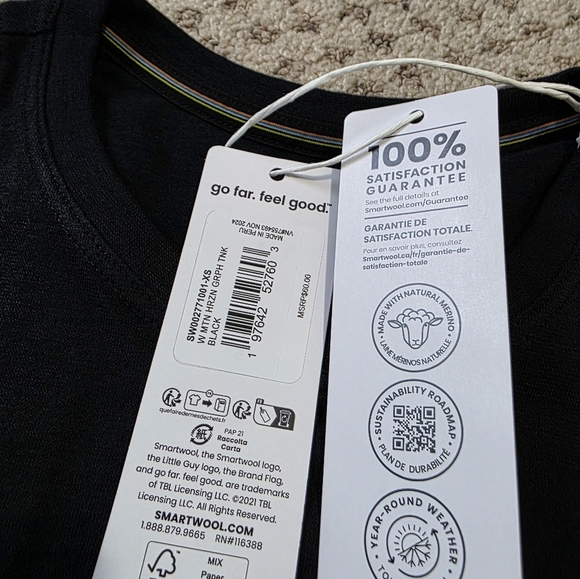 go far. feel good.™
MADE IN PERU
VN#755493 NOV 2024
SW002771001-XS
W MTN HRZN GRPH TNK
BLACK
1 97642 52760 3
MSRP$60.00
quefairedemesdechets.fr
PAP 21
Raccolta
Carta
Smartwool, the Smartwool logo,
the Little Guy logo, the Brand Flag,
and go far. feel good. are trademarks
of TBL Licensing LLC. ©2021 TBL
Licensing LLC. All Rights Reserved.
SMARTWOOL.COM
1.888.879.9665 RN#116388
FSC
MIX
Paper
100%
SATISFACTION
GUARANTEE
See the full details at
Smartwool.com/Guarantee
GARANTIE DE
SATISFACTION TOTALE.
Pour en savoir plus, consultez
Smartwool.ca/fr/garantie-de-
satisfaction-totale
• MADE WITH NATURAL MERINO •
LAINE MÉRINOS NATURELLE
SUSTAINABILITY ROADMAP
• PLAN DE DURABILITÉ •
YEAR-ROUND WEATHER